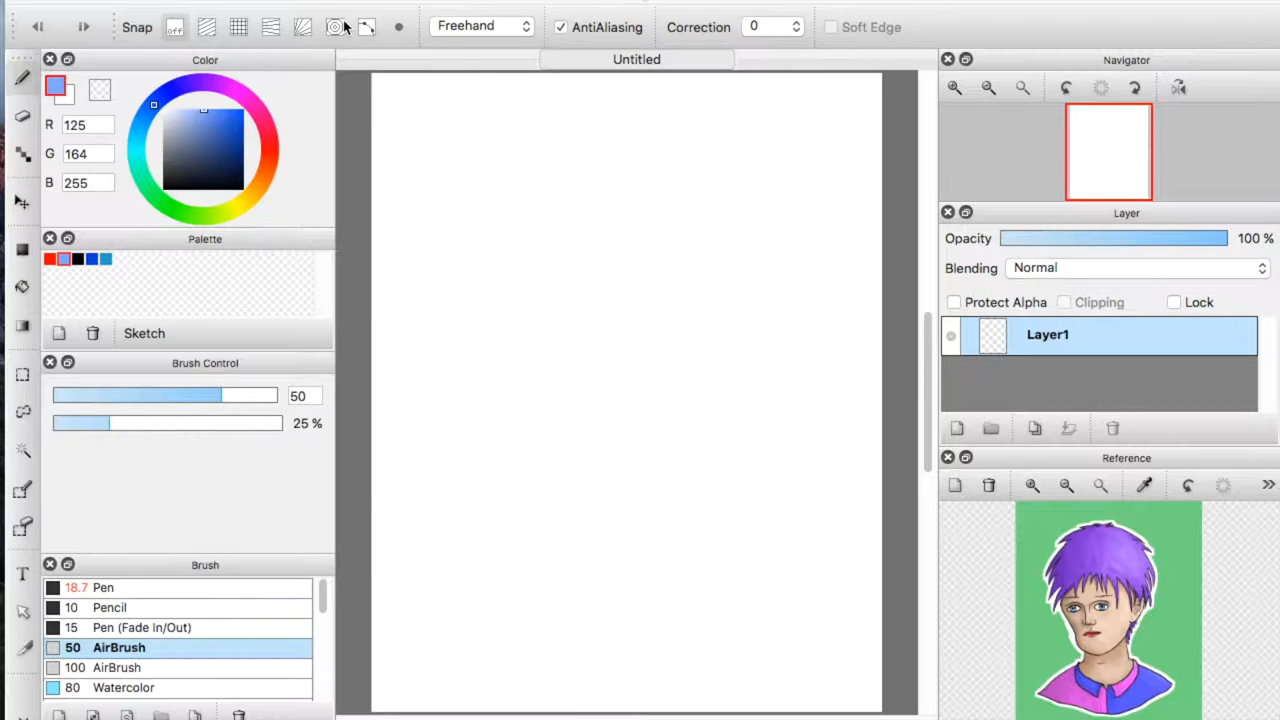 Snap off Freehand AntiAliasing Correction 0 Soft Edge
Color
Untitled
Navigator
R 125
G 164
B 255
Layer
Opacity 100 %
Palette
Blending Normal
Protect Alpha Clipping Lock
Sketch
Layer1
Brush Control
50
25 %
Reference
Brush
18.7 Pen
10 Pencil
15 Pen (Fade In/Out)
50 AirBrush
100 AirBrush
80 Watercolor
T